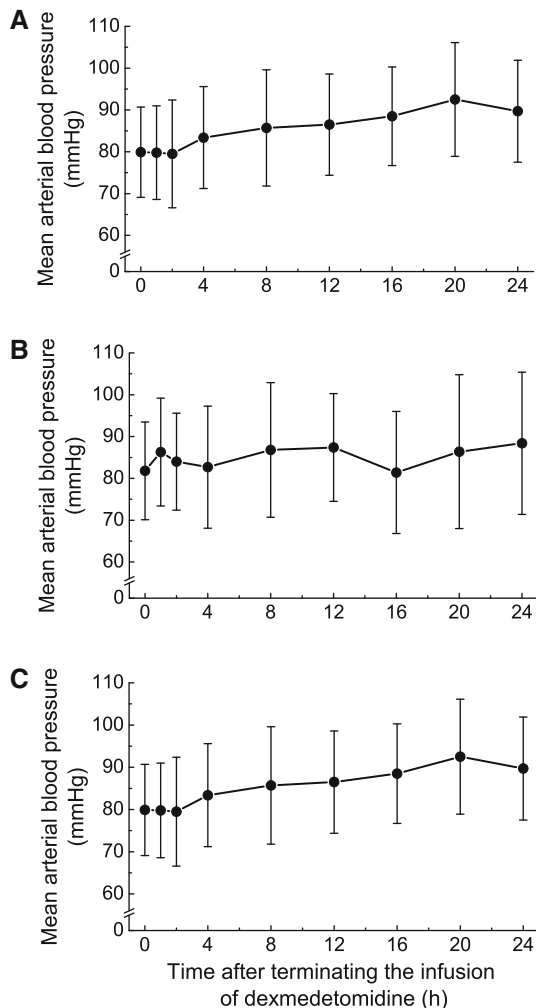 A
Mean arterial blood pressure
(mmHg)
110
100
90
80
70
60
0
0 4 8 12 16 20 24
B
Mean arterial blood pressure
(mmHg)
110
100
90
80
70
60
0
0 4 8 12 16 20 24
C
Mean arterial blood pressure
(mmHg)
110
100
90
80
70
60
0
0 4 8 12 16 20 24
Time after terminating the infusion
of dexmedetomidine (h)